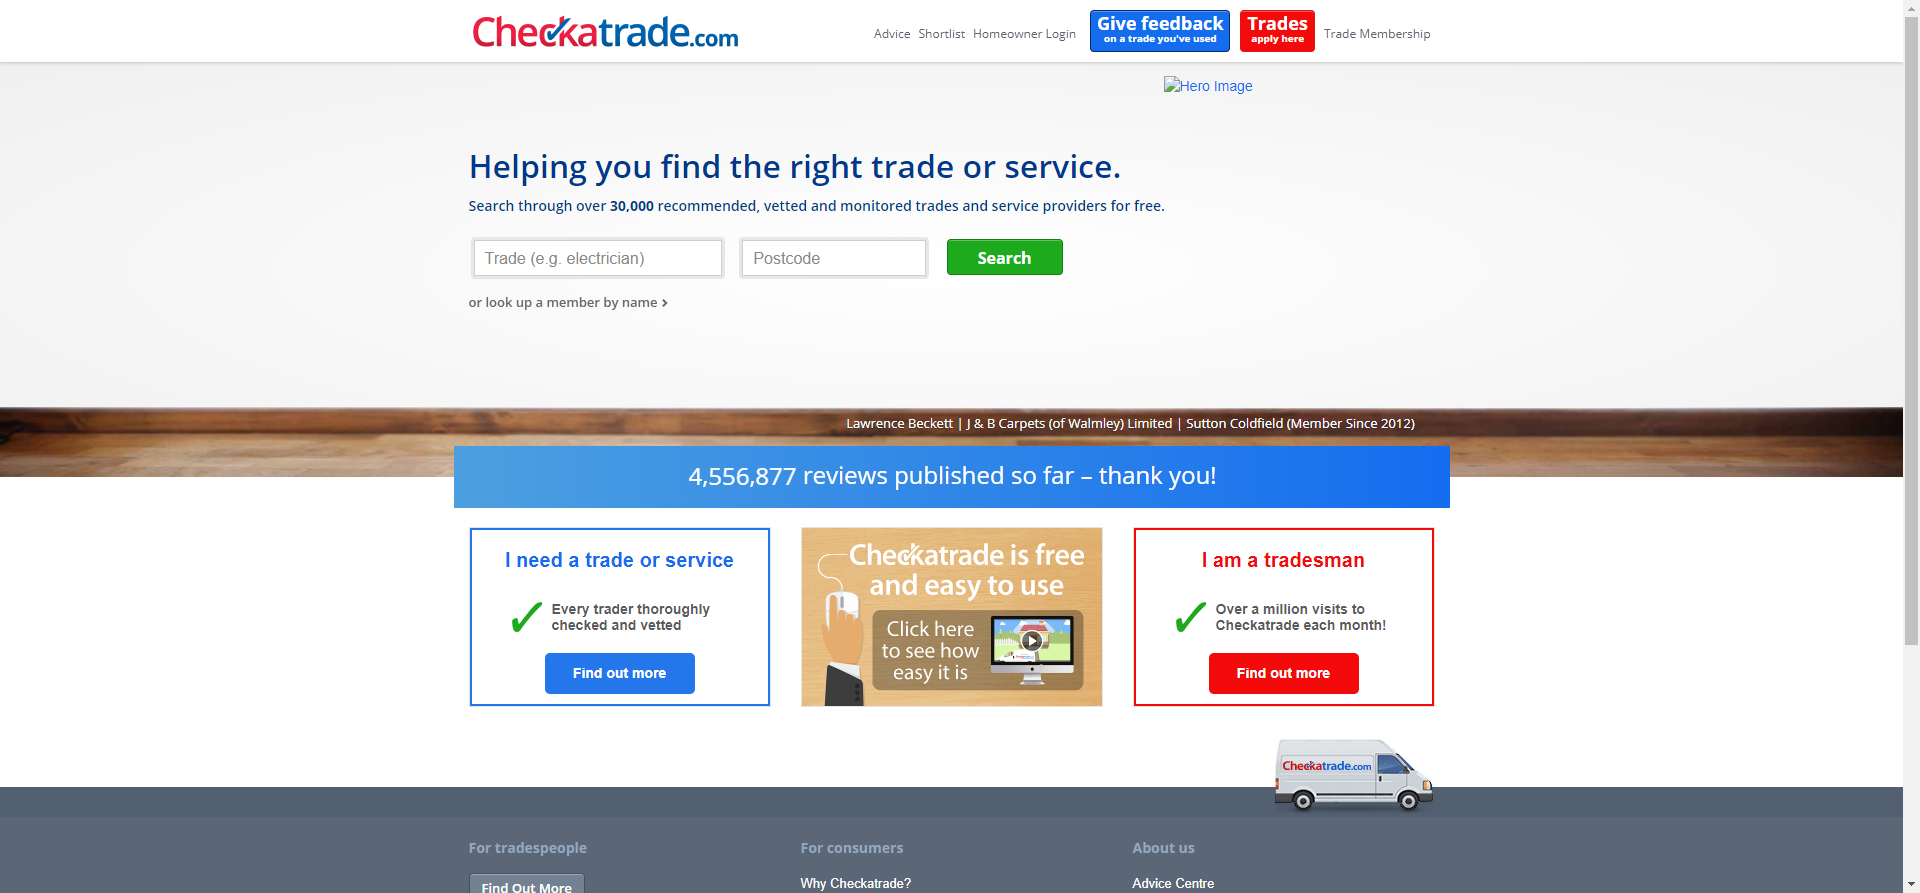 Checkatrade.com
Advice Shortlist Homeowner Login
Give feedback
on a trade you've used
Trades
apply here
Trade Membership
Hero Image
Helping you find the right trade or service.
Search through over 30,000 recommended, vetted and monitored trades and service providers for free.
Trade (e.g. electrician)
Postcode
Search
or look up a member by name
Lawrence Beckett | J & B Carpets (of Walmley) Limited | Sutton Coldfield (Member Since 2012)
4,556,877 reviews published so far – thank you!
I need a trade or service
Every trader thoroughly
checked and vetted
Find out more
Checkatrade is free
and easy to use
Click here
to see how
easy it is
I am a tradesman
Over a million visits to
Checkatrade each month!
Find out more
Checkatrade.com
For tradespeople
Find Out More
For consumers
Why Checkatrade?
About us
Advice Centre